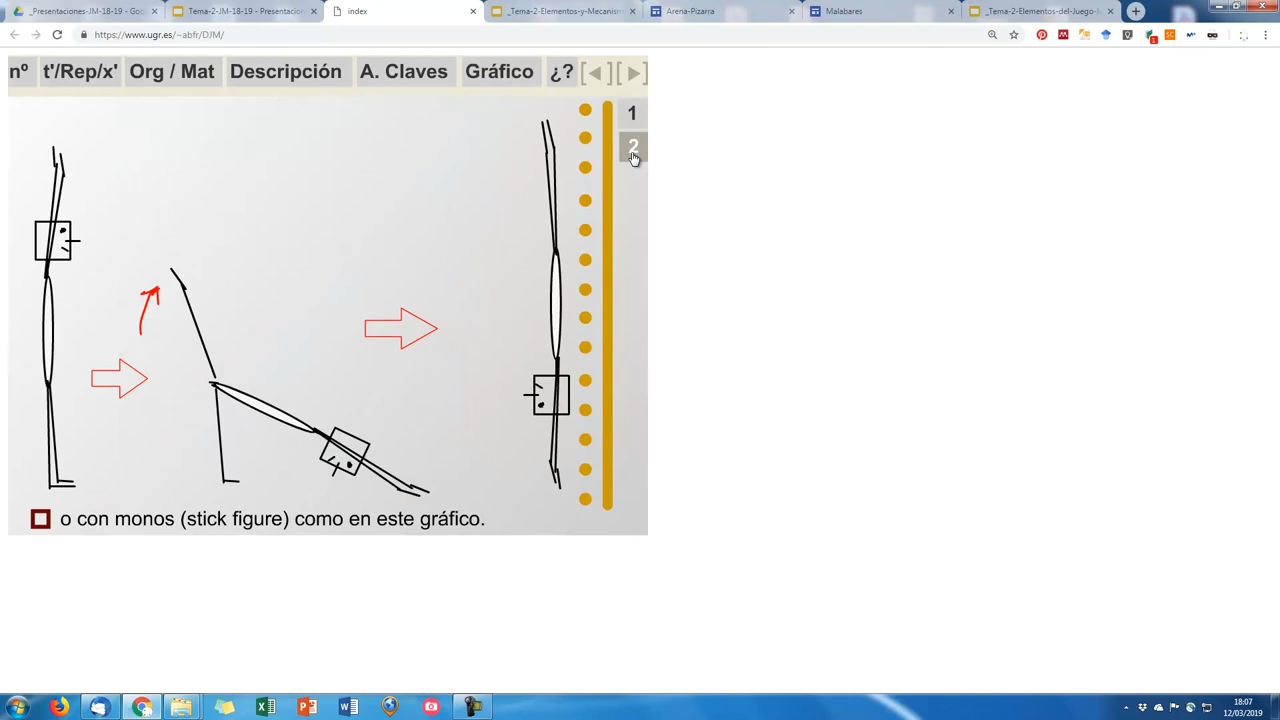 _Presentaciones-JM-18-19 - Goo
Tema-2-JM-18-19 - Presentacion
index
_Tema-2-Elementos-y-Mecanism
Arena-Pizarra
Malabares
_Tema-2-Elementos-del-Juego-M
https://www.ugr.es/~abfr/DJM/
nº
t'/Rep/x'
Org / Mat
Descripción
A. Claves
Gráfico
¿?
1
2
o con monos (stick figure) como en este gráfico.
18:07
12/03/2019